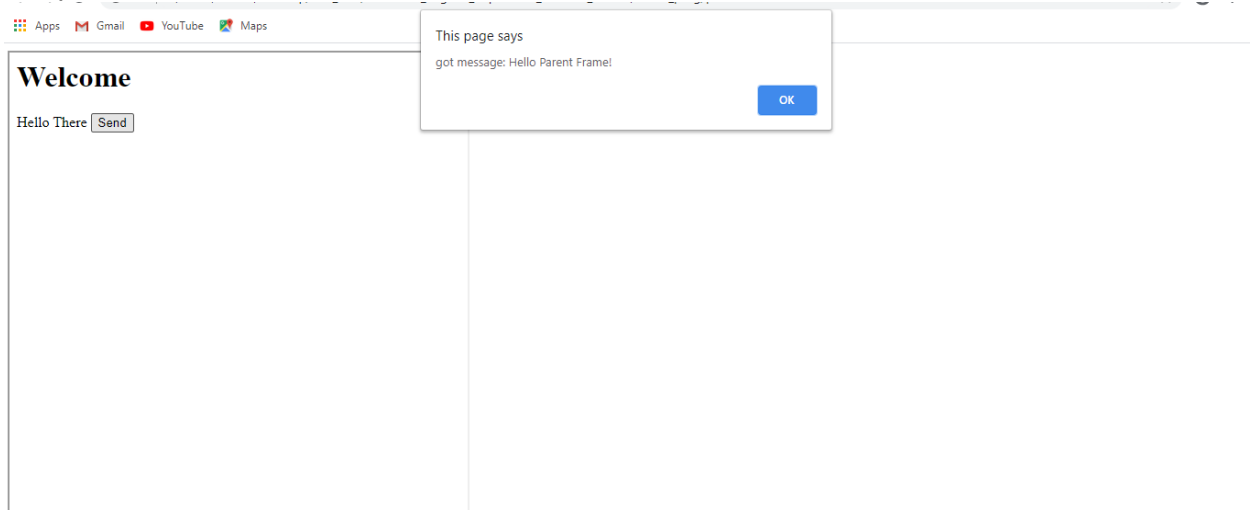 Apps Gmail YouTube Maps
This page says
got message: Hello Parent Frame!
OK
Welcome
Hello There Send